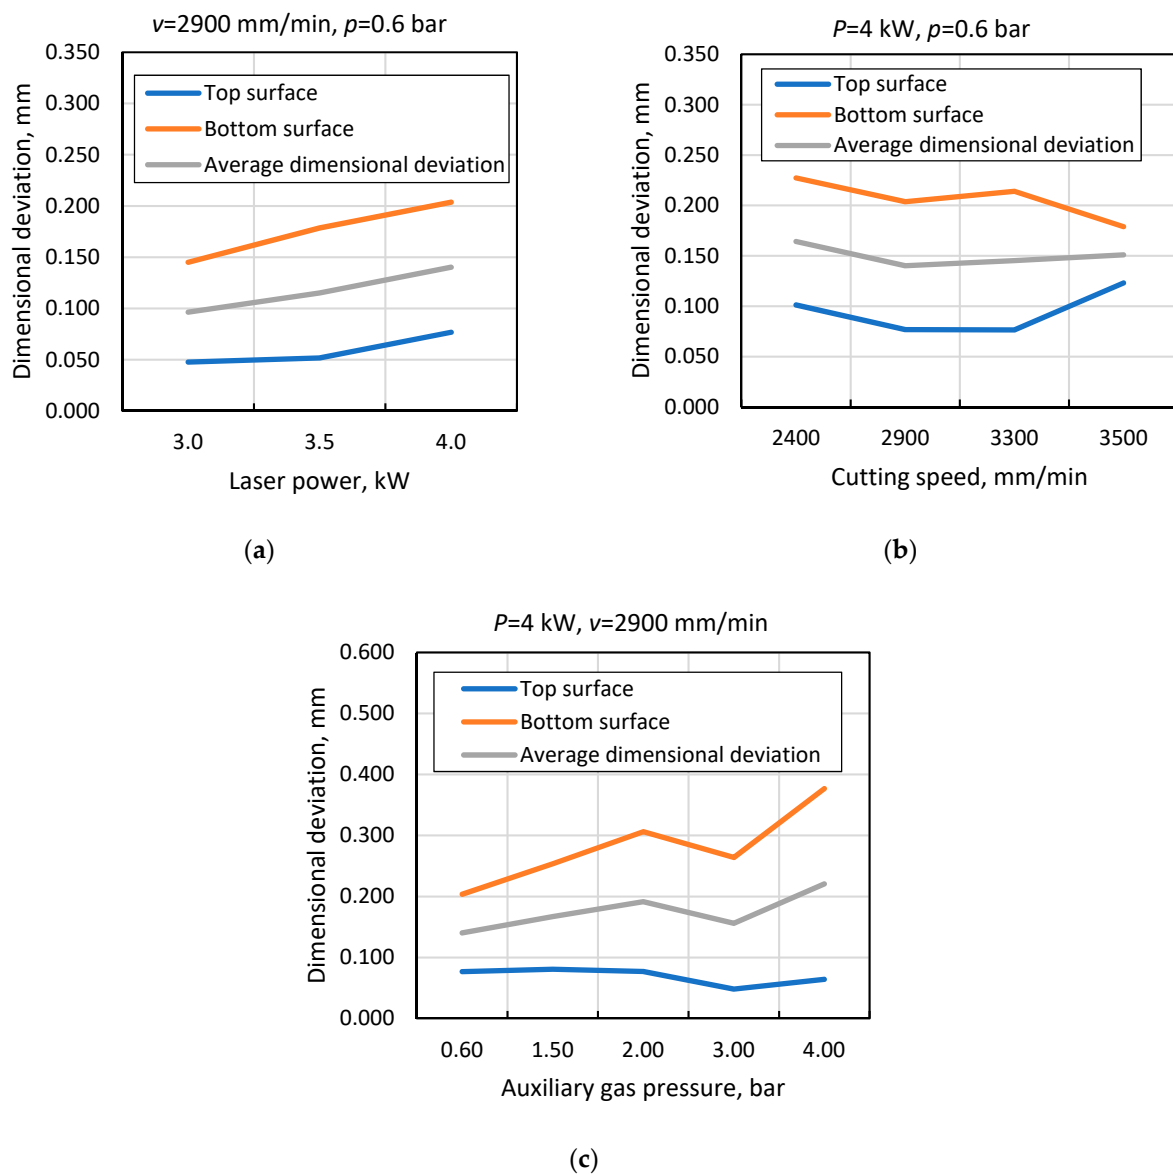 v=2900 mm/min, p=0.6 bar
Dimensional deviation, mm
0.350
0.300
0.250
0.200
0.150
0.100
0.050
0.000
Top surface
Bottom surface
Average dimensional deviation
3.0 3.5 4.0
Laser power, kW
(a)
P=4 kW, p=0.6 bar
Dimensional deviation, mm
0.350
0.300
0.250
0.200
0.150
0.100
0.050
0.000
Top surface
Bottom surface
Average dimensional deviation
2400 2900 3300 3500
Cutting speed, mm/min
(b)
P=4 kW, v=2900 mm/min
Dimensional deviation, mm
0.600
0.500
0.400
0.300
0.200
0.100
0.000
Top surface
Bottom surface
Average dimensional deviation
0.60 1.50 2.00 3.00 4.00
Auxiliary gas pressure, bar
(c)